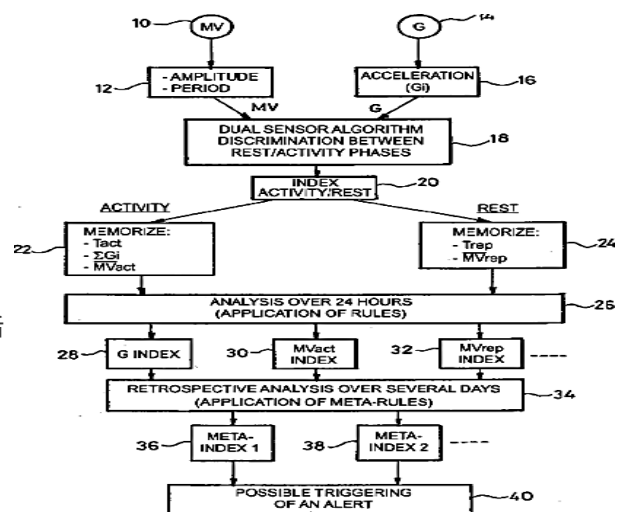 10
MV
14
G
12
- AMPLITUDE
- PERIOD
ACCELERATION
(Gi)
16
MV
G
DUAL SENSOR ALGORITHM
DISCRIMINATION BETWEEN
REST/ACTIVITY PHASES
18
INDEX
ACTIVITY/REST
20
ACTIVITY
REST
22
MEMORIZE:
- Tact
- ΣGi
- M̅V̅act
MEMORIZE:
- Trep
- M̅V̅rep
24
ANALYSIS OVER 24 HOURS
(APPLICATION OF RULES)
26
28
G INDEX
30
MVact
INDEX
32
MVrep
INDEX
----
RETROSPECTIVE ANALYSIS OVER SEVERAL DAYS
(APPLICATION OF META-RULES)
34
36
META-
INDEX 1
38
META-
INDEX 2
----
POSSIBLE TRIGGERING
OF AN ALERT
40